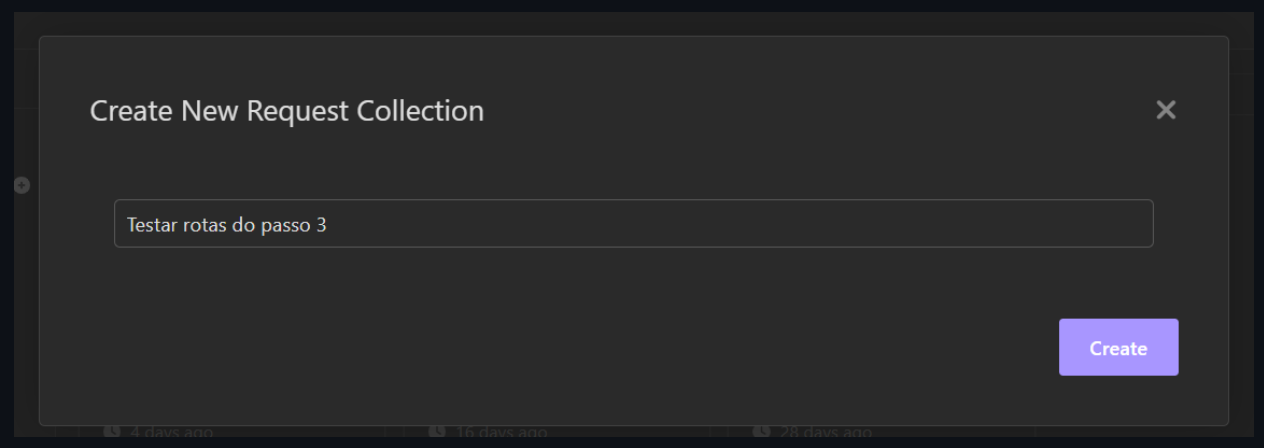 Create New Request Collection
Testar rotas do passo 3
Create
4 days ago
16 days ago
28 days ago